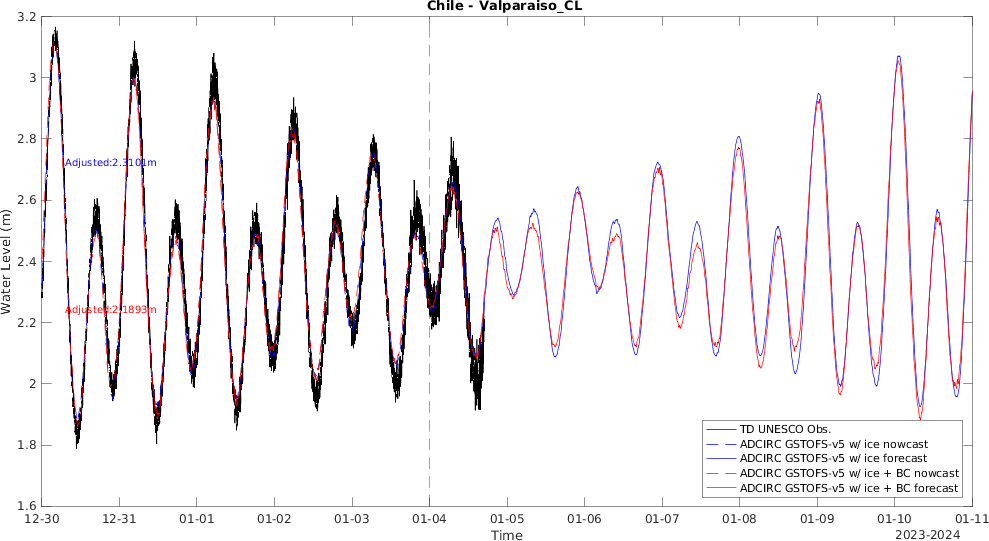 Chile - Valparaiso_CL
3.2
3
2.8
2.6
2.4
2.2
2
1.8
1.6
Water Level (m)
Adjusted:2.3101m
Adjusted:2.1893m
TD UNESCO Obs.
ADCIRC GSTOFS-v5 w/ ice nowcast
ADCIRC GSTOFS-v5 w/ ice forecast
ADCIRC GSTOFS-v5 w/ ice + BC nowcast
ADCIRC GSTOFS-v5 w/ ice + BC forecast
12-30 12-31 01-01 01-02 01-03 01-04 01-05 01-06 01-07 01-08 01-09 01-10 01-11
2023-2024
Time